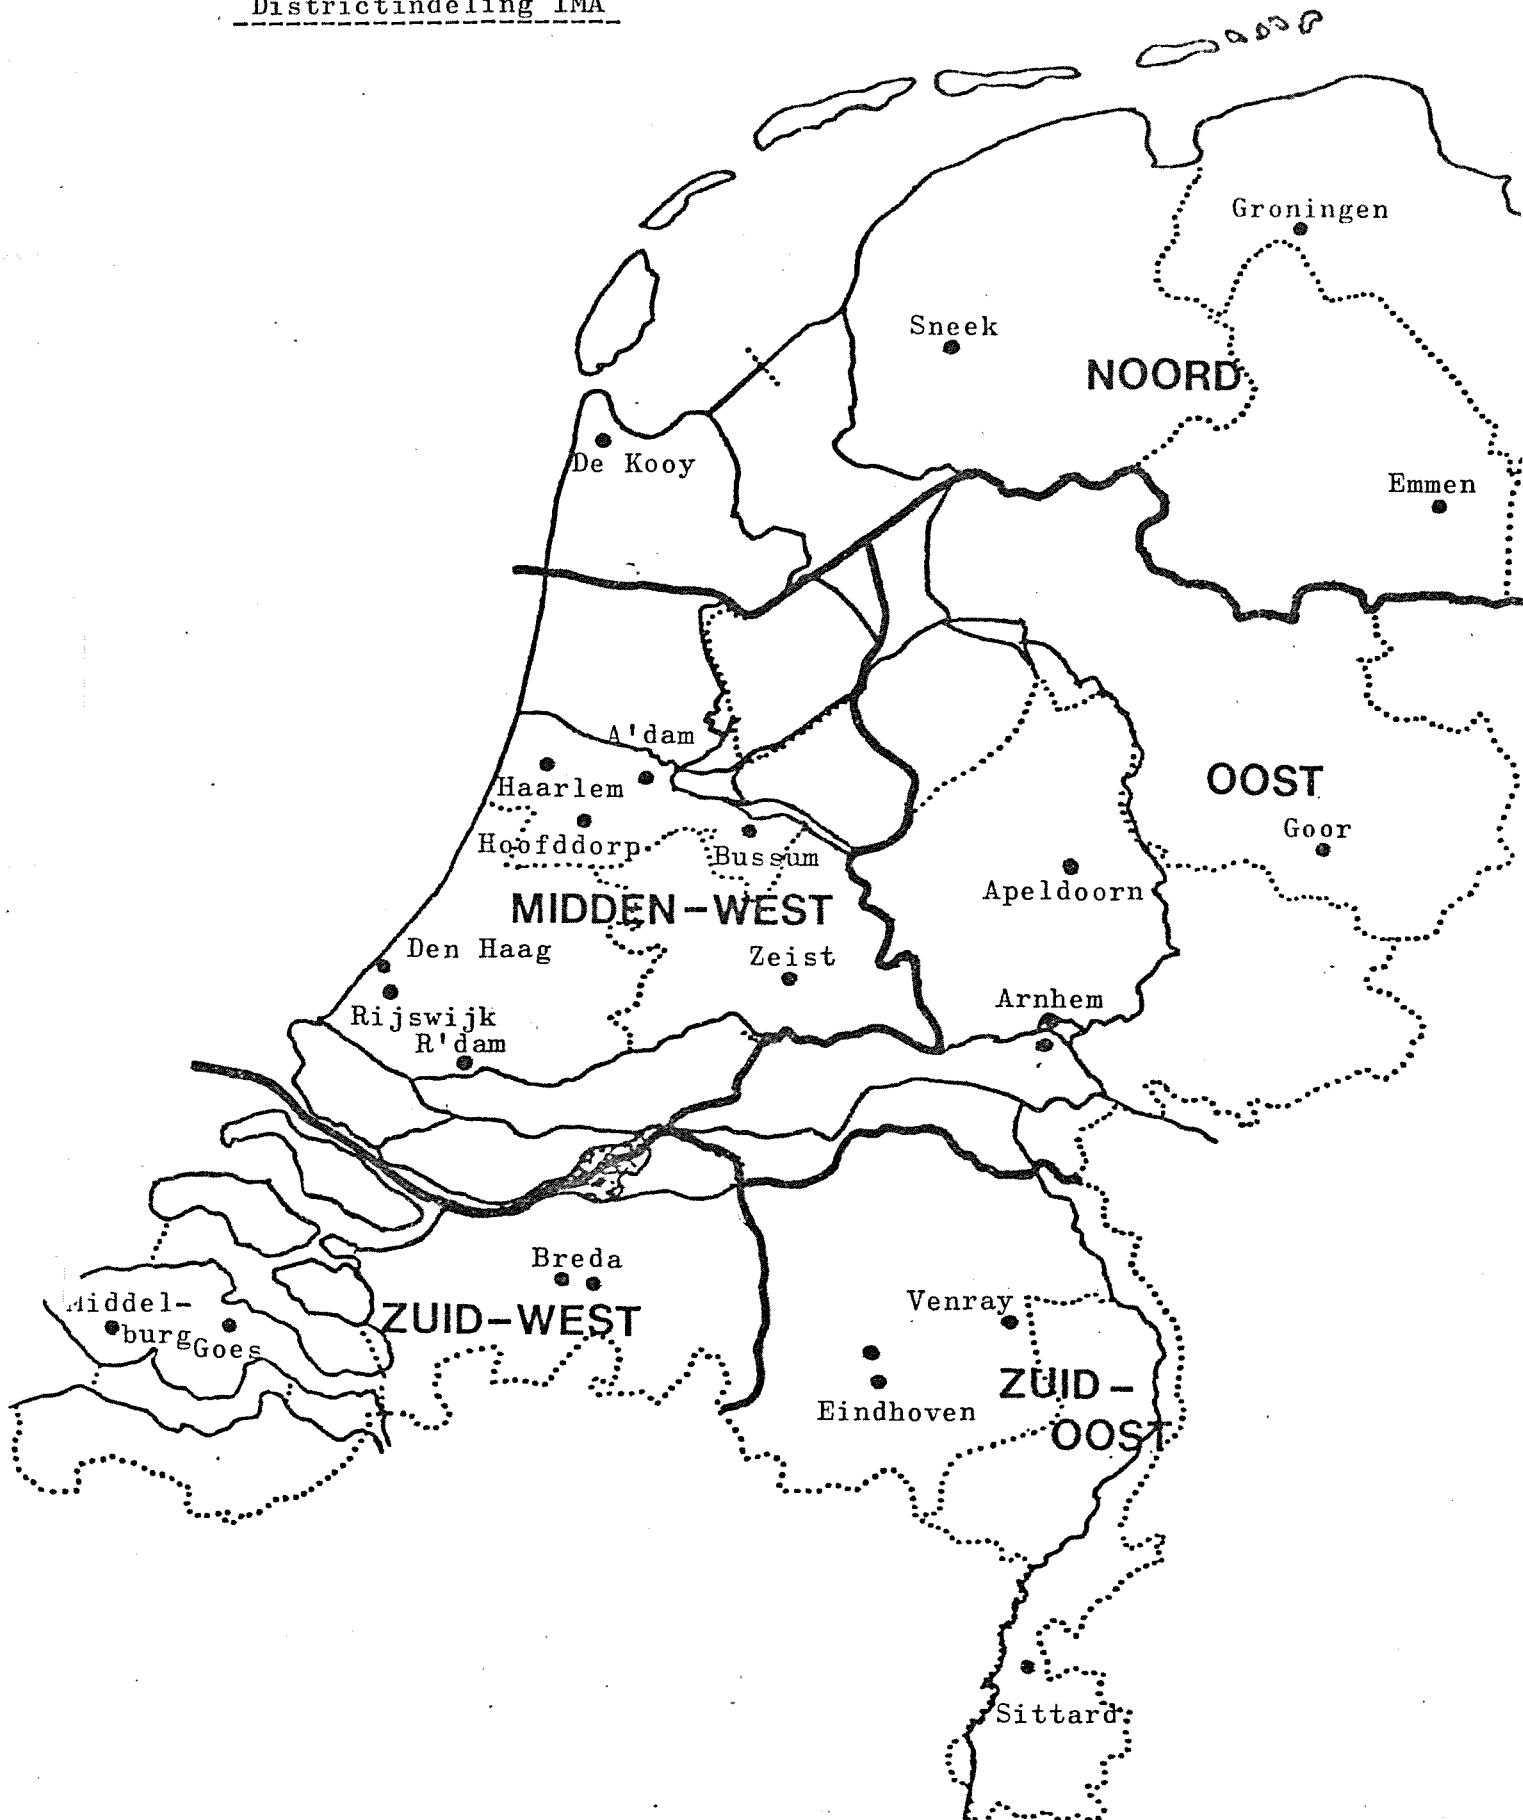 Districtindeling IMA
Groningen
Sneek
NOORD
De Kooy
Emmen
A'dam
OOST
Haarlem
Goor
Hoofddorp
Bussum
Apeldoorn
MIDDEN-WEST
Den Haag
Zeist
Arnhem
Rijswijk
R'dam
Breda
Middel-
burg
Goes
ZUID-WEST
Venray
ZUID-
OOST
Eindhoven
Sittard